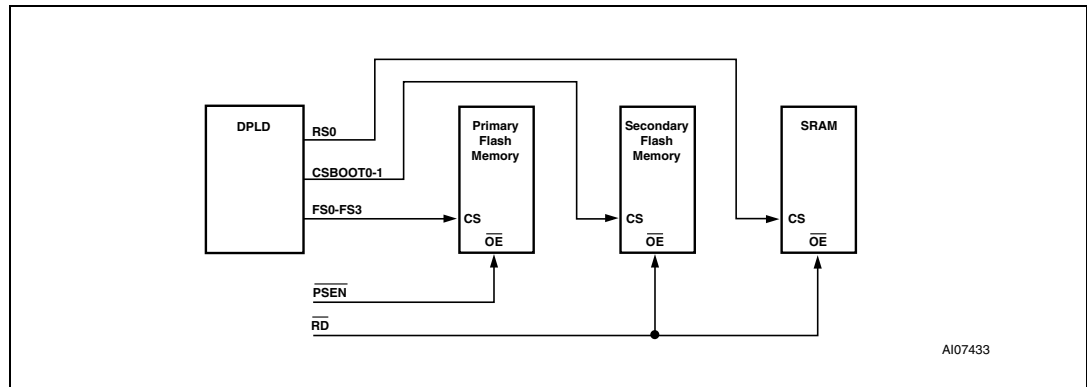 DPLD
RS0
CSBOOT0-1
FS0-FS3
Primary
Flash
Memory
CS
OE
Secondary
Flash
Memory
CS
OE
SRAM
CS
OE
PSEN
RD
AI07433